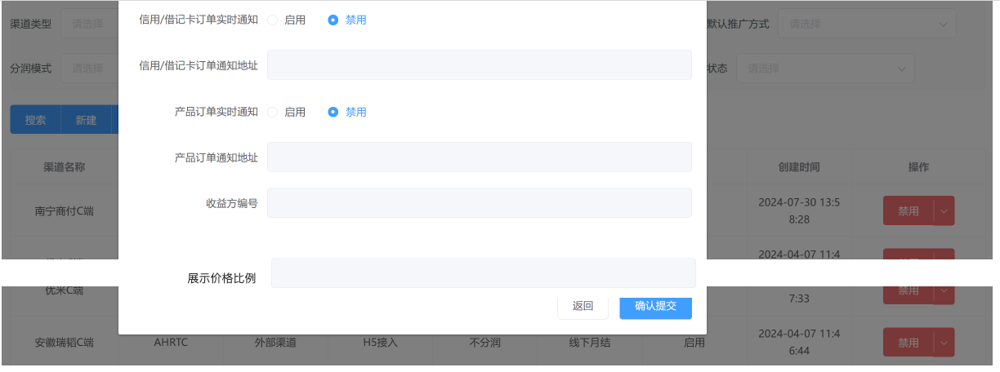 渠道类型 请选择 信用/借记卡订单实时通知 启用 禁用 默认推广方式 请选择
分润模式 请选择 信用/借记卡订单通知地址 状态 请选择
搜索 新建 产品订单实时通知 启用 禁用
渠道名称 产品订单通知地址 创建时间 操作
收益方编号
南宁商付C端 2024-07-30 13:5
8:28 禁用
2024-04-07 11:4
展示价格比例
优米C端 7:33 禁用
返回 确认提交
安徽瑞韬C端 AHRTC 外部渠道 H5接入 不分润 线下月结 启用 2024-04-07 11:4
6:44 禁用